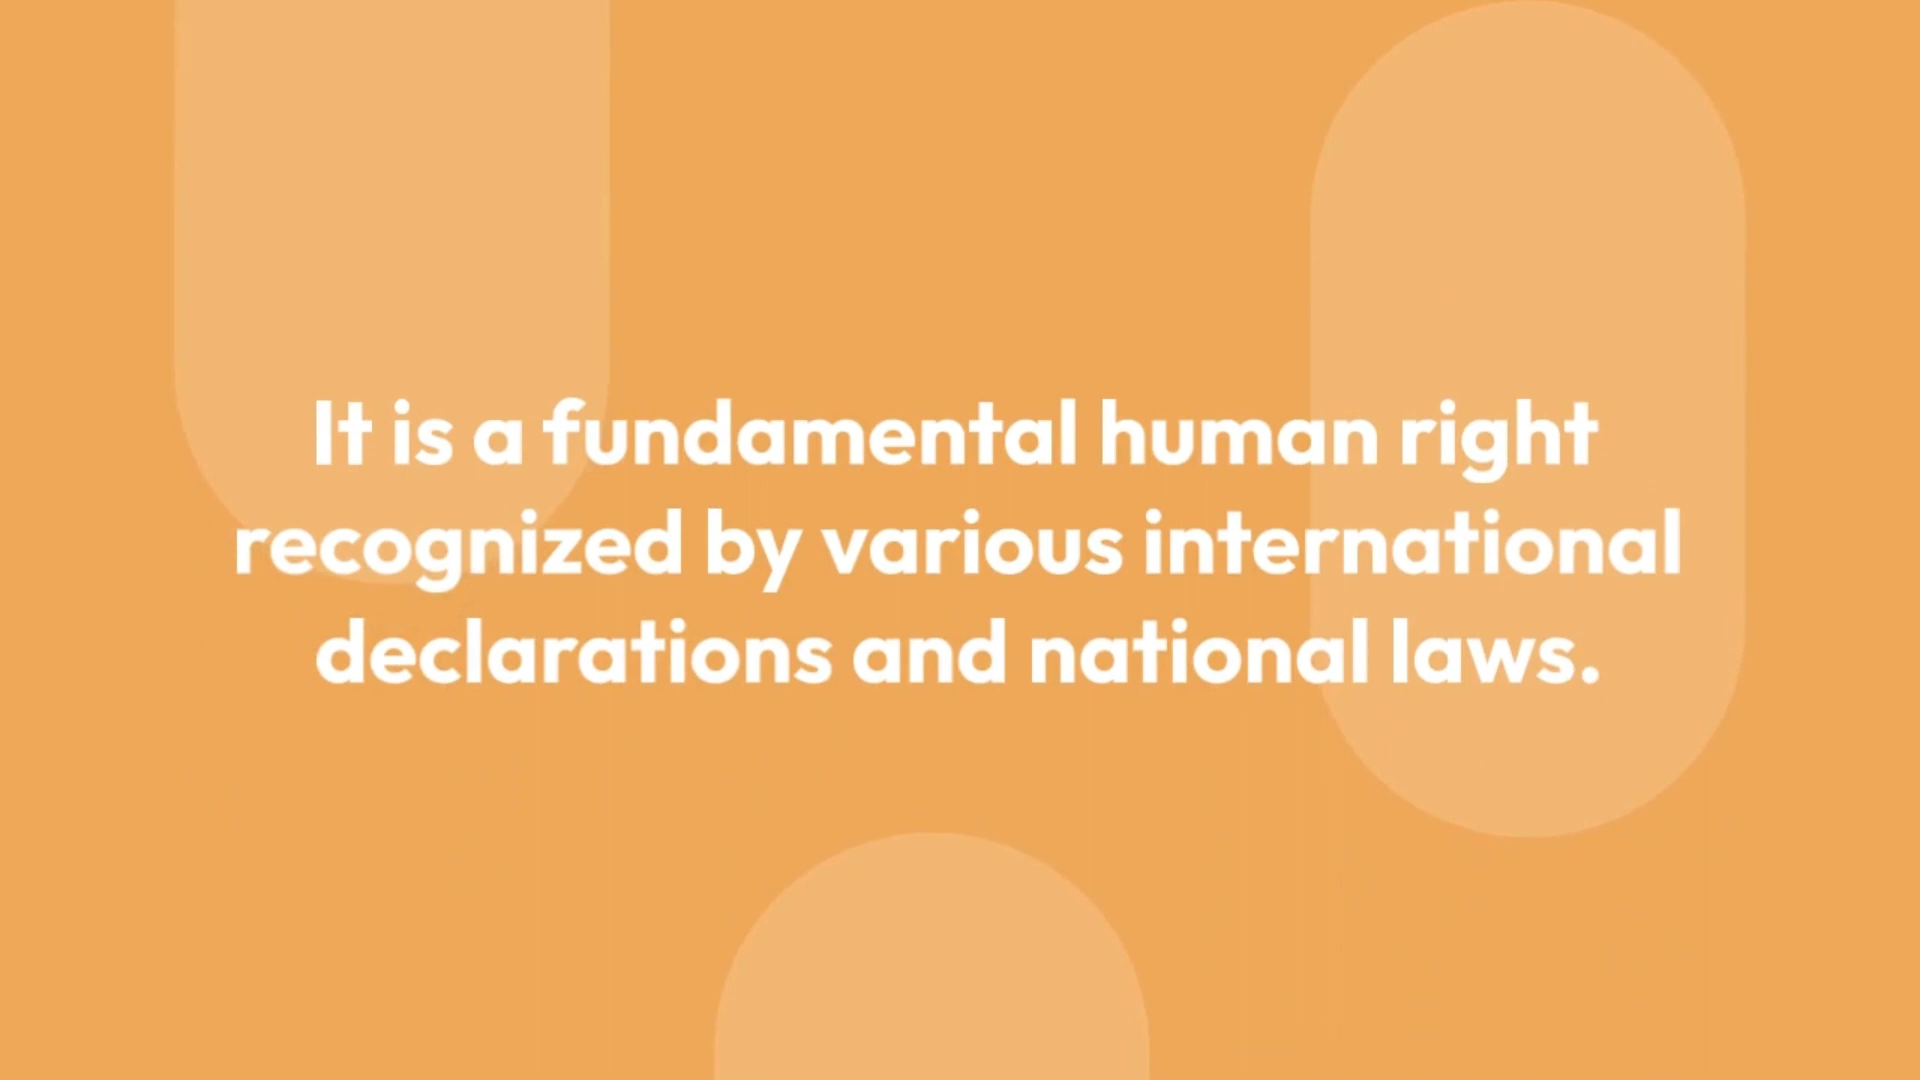 It is a fundamental human right
recognized by various international
declarations and national laws.